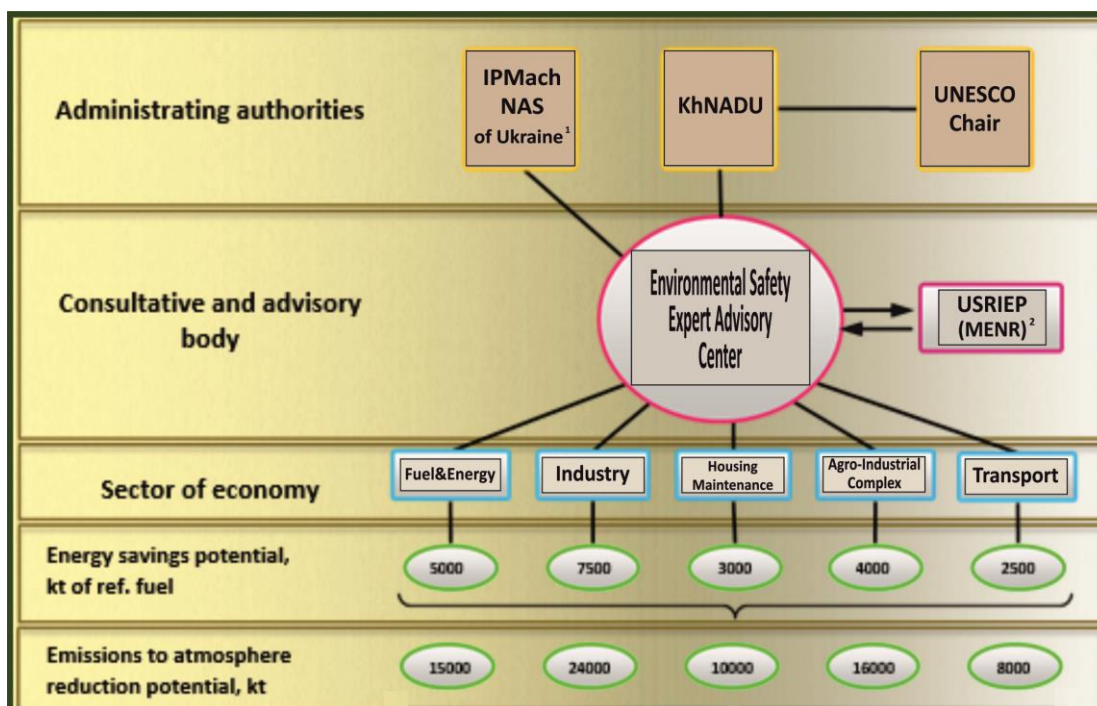 Administrating authorities
IPMach
NAS
of Ukraine¹
KhNADU
UNESCO
Chair
Consultative and advisory
body
Environmental Safety
Expert Advisory
Center
USRIEP
(MENR)²
Sector of economy
Fuel&Energy
Industry
Housing
Maintenance
Agro-Industrial
Complex
Transport
Energy savings potential,
kt of ref. fuel
5000
7500
3000
4000
2500
Emissions to atmosphere
reduction potential, kt
15000
24000
10000
16000
8000